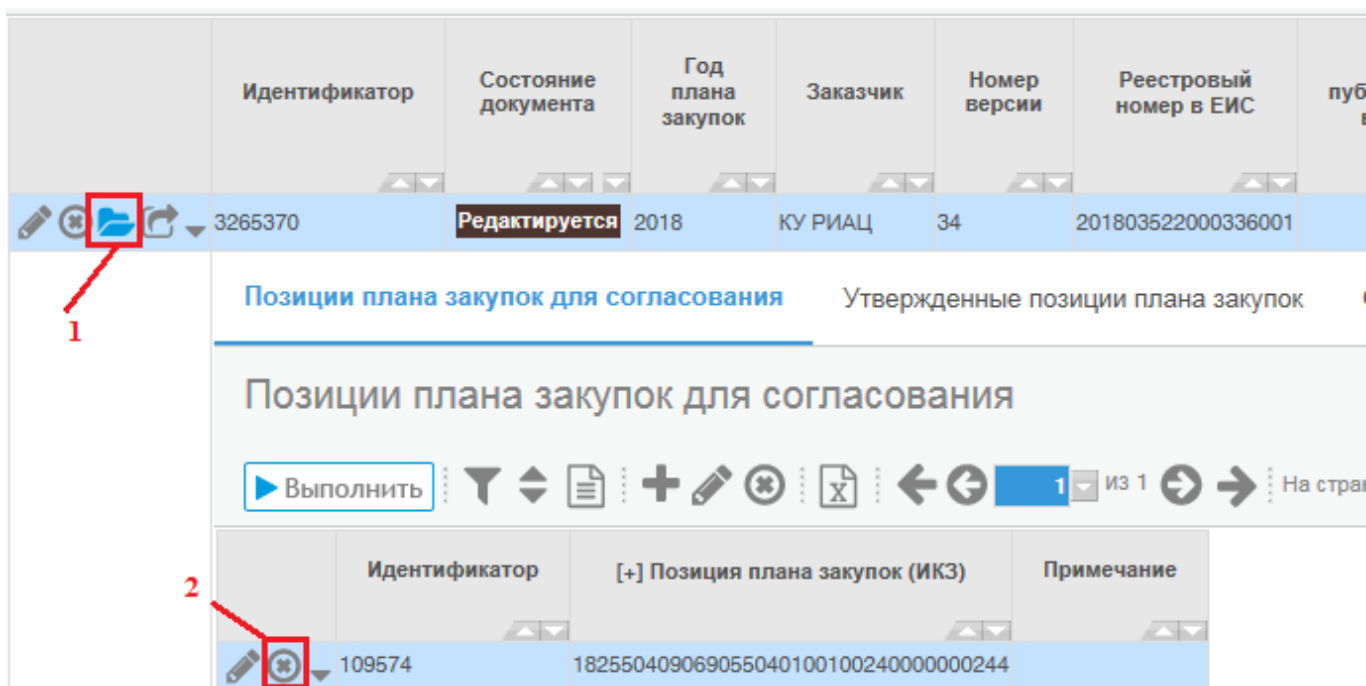 Идентификатор Состояние документа Год плана закупок Заказчик Номер версии Реестровый номер в ЕИС
3265370 Редактируется 2018 КУ РИАЦ 34 201803522000336001
1
Позиции плана закупок для согласования Утвержденные позиции плана закупок
Позиции плана закупок для согласования
Выполнить 1 из 1 На стран
2
Идентификатор [+] Позиция плана закупок (ИКЗ) Примечание
109574 182550409069055040100100240000000244